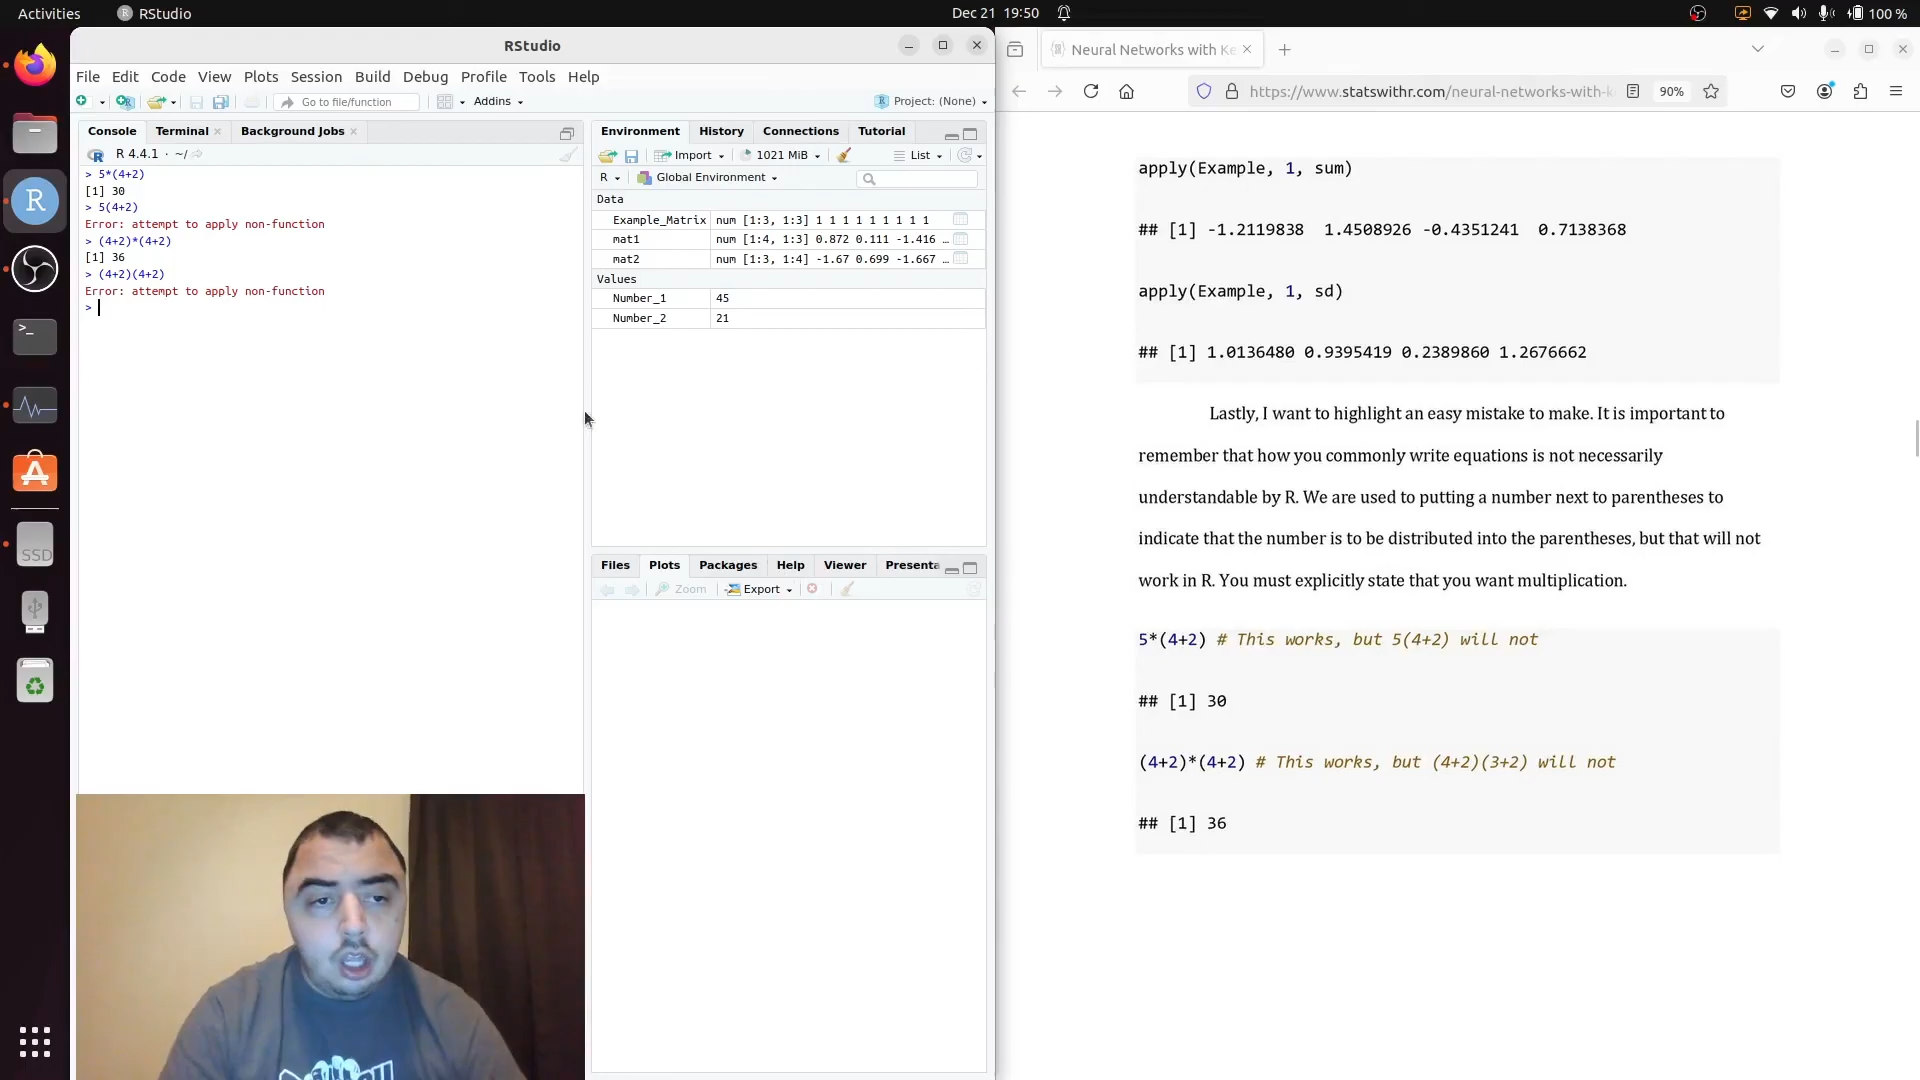 Activities
RStudio
Dec 21 19:50
100 %
RStudio
File Edit Code View Plots Session Build Debug Profile Tools Help
Go to file/function
Addins
Project: (None)
Console
Terminal
Background Jobs
R 4.4.1 · ~/
> 5*(4+2)
[1] 30
> 5(4+2)
Error: attempt to apply non-function
> (4+2)*(4+2)
[1] 36
> (4+2)(4+2)
Error: attempt to apply non-function
>
Environment
History
Connections
Tutorial
Import
1021 MiB
List
R
Global Environment
Data
Example_Matrix num [1:3, 1:3] 1 1 1 1 1 1 1 1 1
mat1 num [1:4, 1:3] 0.872 0.111 -1.416 …
mat2 num [1:3, 1:4] -1.67 0.699 -1.667 …
Values
Number_1 45
Number_2 21
Files
Plots
Packages
Help
Viewer
Presenta
Zoom
Export
SSD
Neural Networks with Ke
https://www.statswithr.com/neural-networks-with-k
90%
apply(Example, 1, sum)
## [1] -1.2119838 1.4508926 -0.4351241 0.7138368
apply(Example, 1, sd)
## [1] 1.0136480 0.9395419 0.2389860 1.2676662
Lastly, I want to highlight an easy mistake to make. It is important to
remember that how you commonly write equations is not necessarily
understandable by R. We are used to putting a number next to parentheses to
indicate that the number is to be distributed into the parentheses, but that will not
work in R. You must explicitly state that you want multiplication.
5*(4+2) # This works, but 5(4+2) will not
## [1] 30
(4+2)*(4+2) # This works, but (4+2)(3+2) will not
## [1] 36